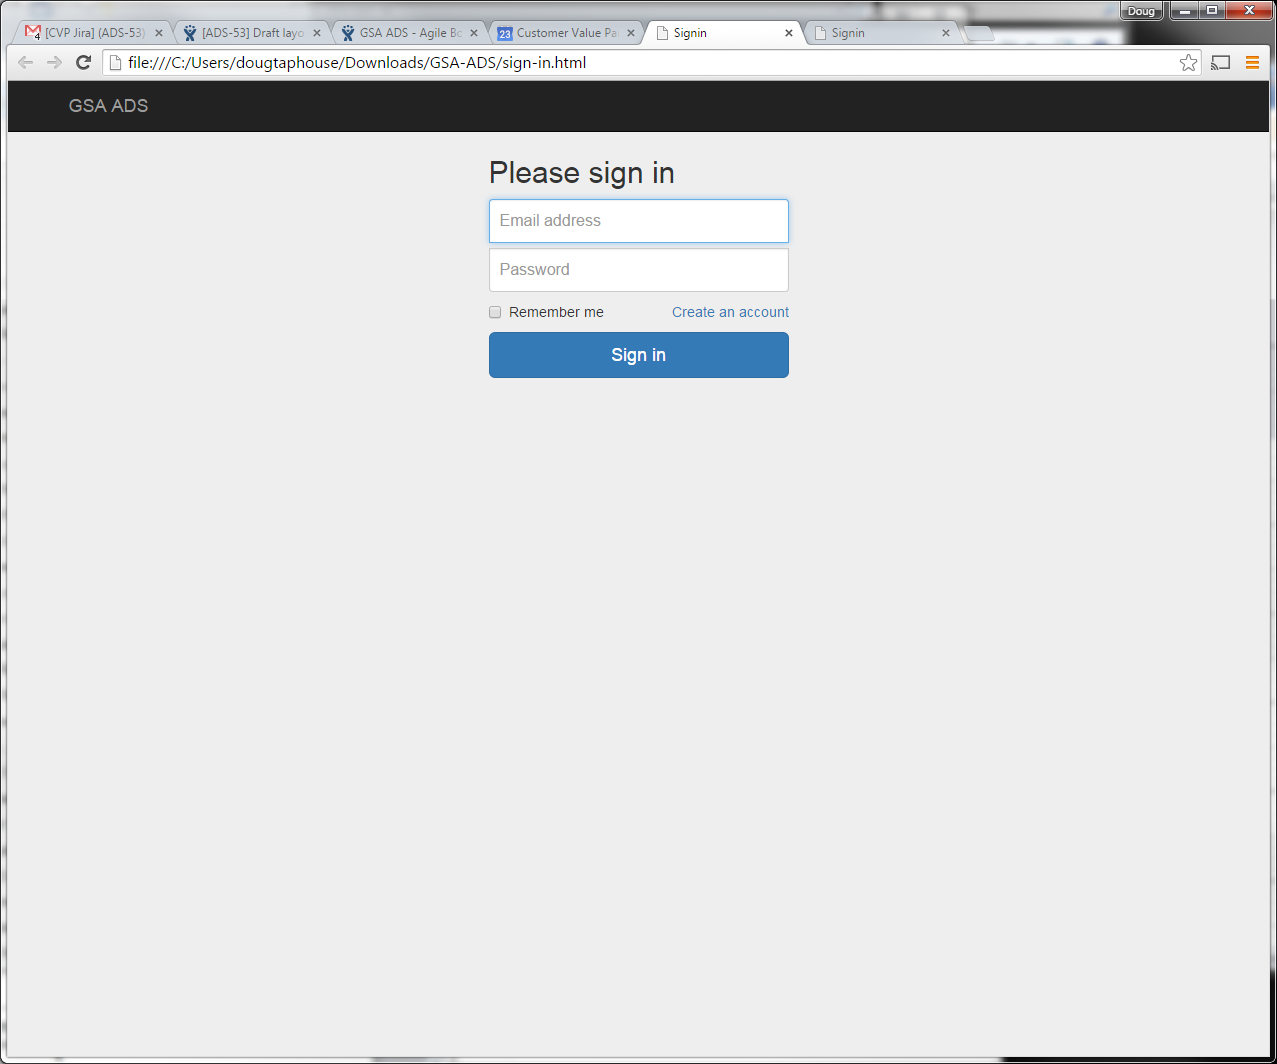 Doug
[CVP Jira] (ADS-53)
[ADS-53] Draft layo
GSA ADS - Agile Bo
23 Customer Value Pa
Signin
Signin
4
file:///C:/Users/dougtaphouse/Downloads/GSA-ADS/sign-in.html
GSA ADS
Please sign in
Email address
Password
Remember me
Create an account
Sign in